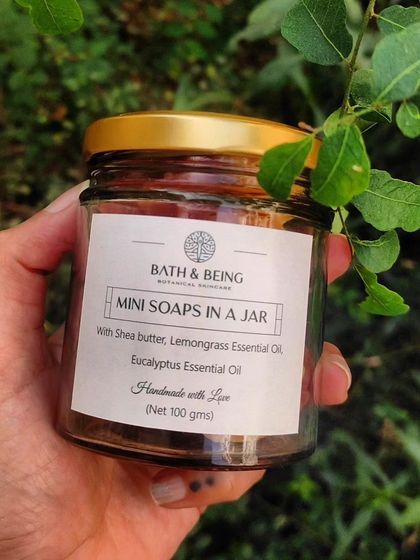 BATH & BEING
BOTANICAL SKINCARE
MINI SOAPS IN A JAR
With Shea butter, Lemongrass Essential Oil,
Eucalyptus Essential Oil
Handmade with Love
(Net 100 gms)